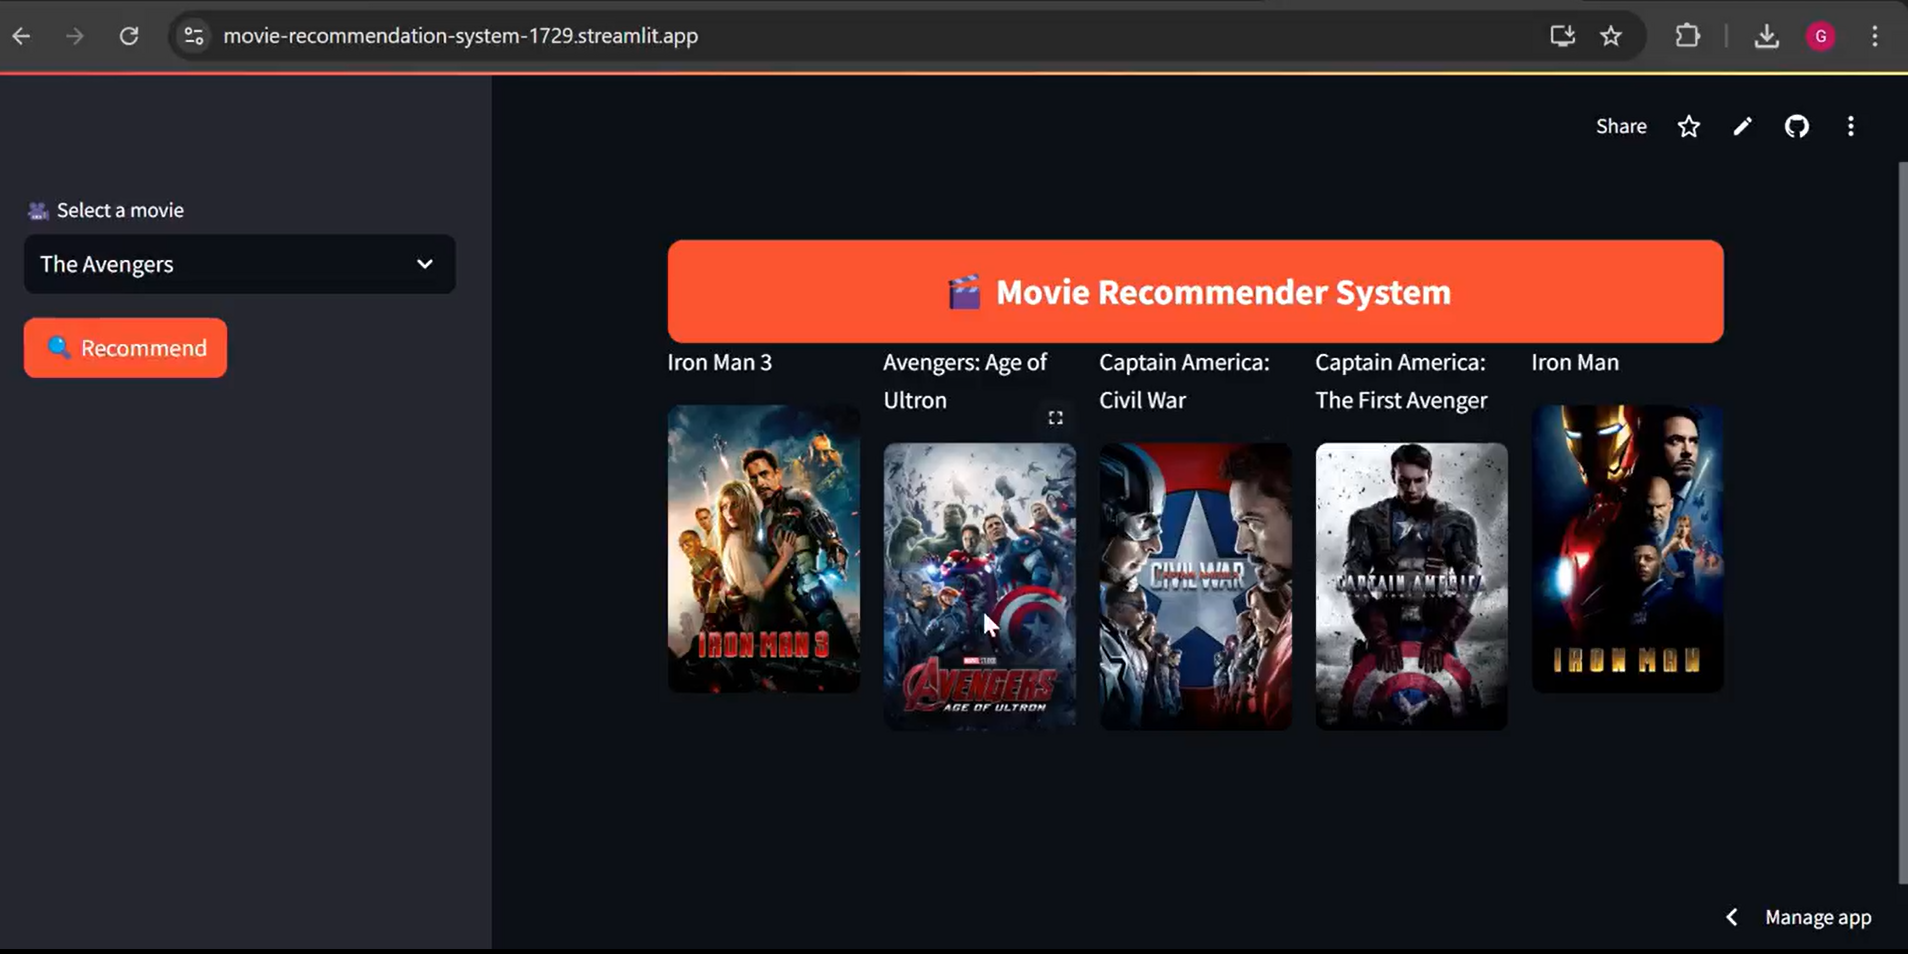 movie-recommendation-system-1729.streamlit.app
G
Share
Select a movie
The Avengers
Recommend
Movie Recommender System
Iron Man 3
Avengers: Age of
Ultron
Captain America:
Civil War
Captain America:
The First Avenger
Iron Man
IRON MAN 3
MARVEL STUDIOS
AVENGERS
AGE OF ULTRON
CAPTAIN AMERICA
CIVIL WAR
CAPTAIN AMERICA
IRON MAN
Manage app